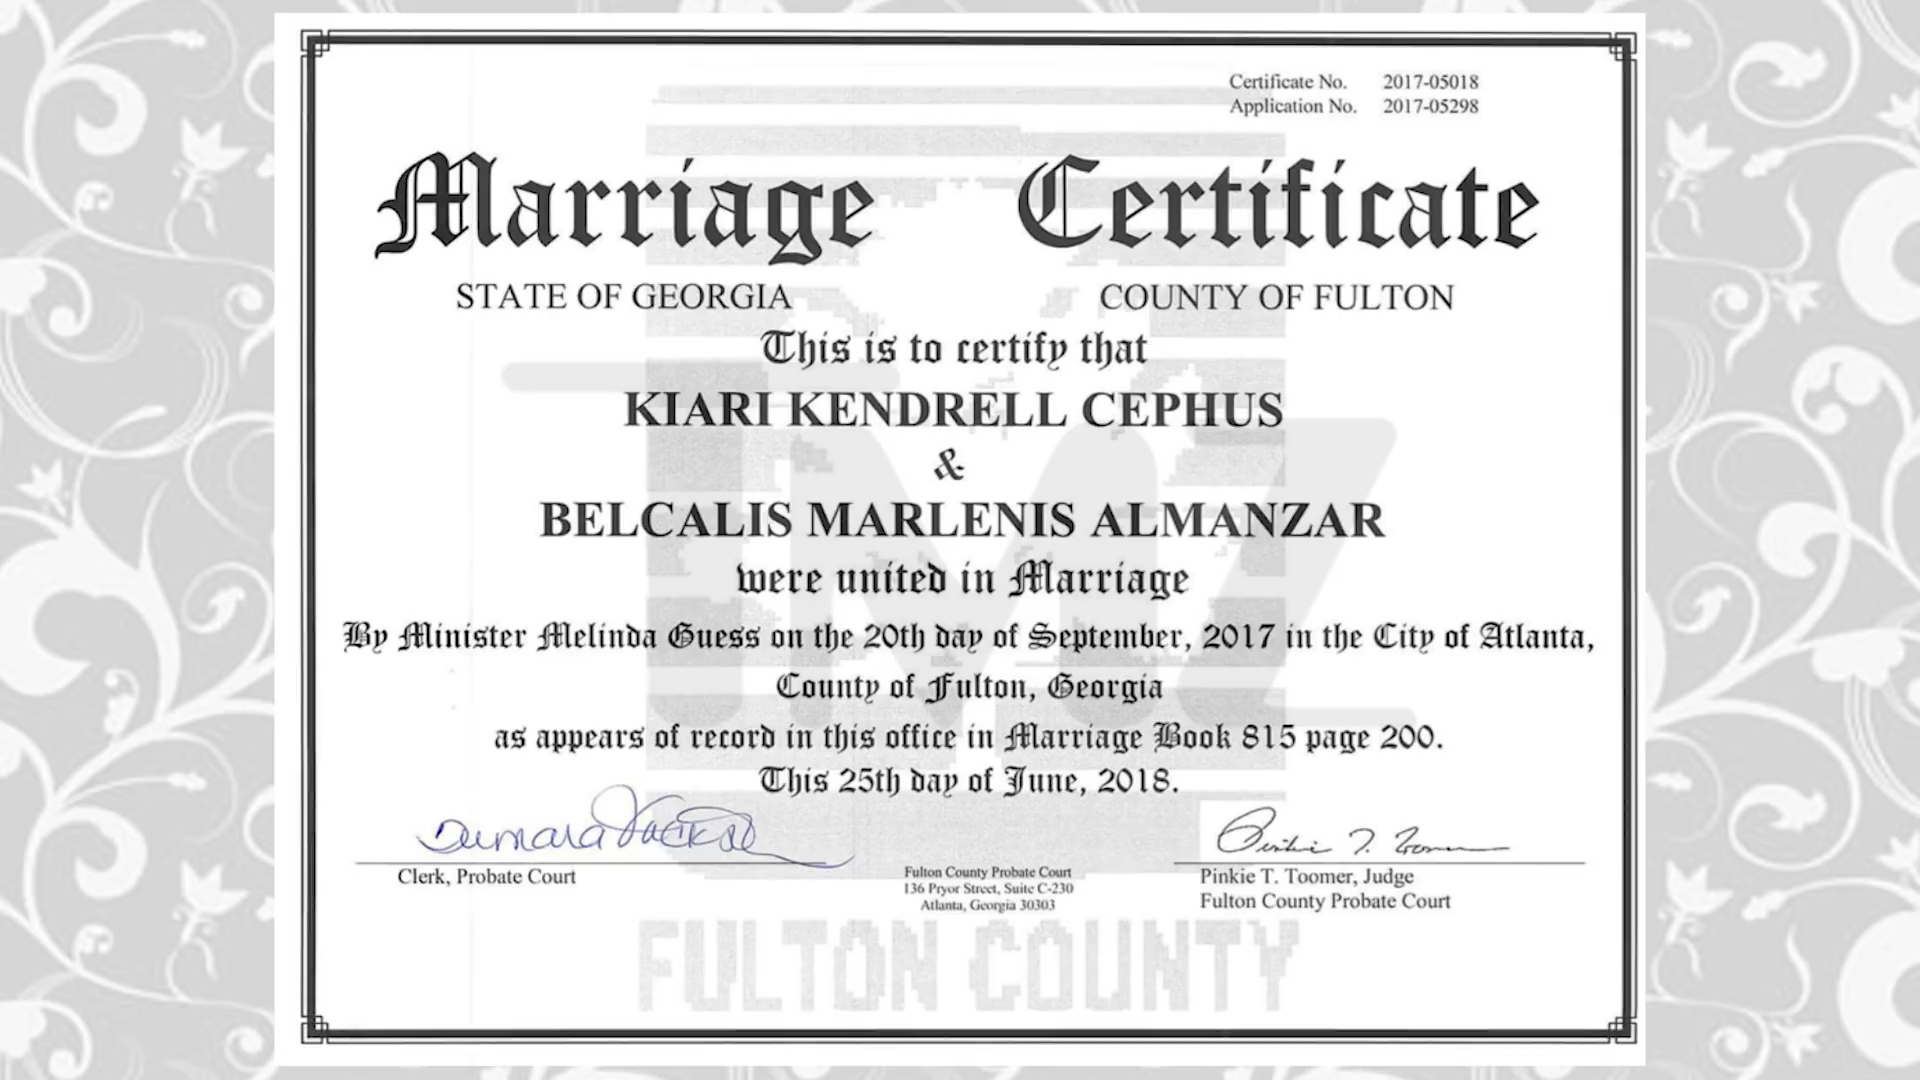 Certificate No. 2017-05018
Application No. 2017-05298
Marriage Certificate
STATE OF GEORGIA COUNTY OF FULTON
This is to certify that
KIARI KENDRELL CEPHUS
&
BELCALIS MARLENIS ALMANZAR
were united in Marriage
By Minister Melinda Guess on the 20th day of September, 2017 in the City of Atlanta,
County of Fulton, Georgia
as appears of record in this office in Marriage Book 815 page 200.
This 25th day of June, 2018.
Pinkie T. Toomer
Clerk, Probate Court
Fulton County Probate Court
136 Pryor Street, Suite C-230
Atlanta, Georgia 30303
Pinkie T. Toomer, Judge
Fulton County Probate Court
FULTON COUNTY
TMZ